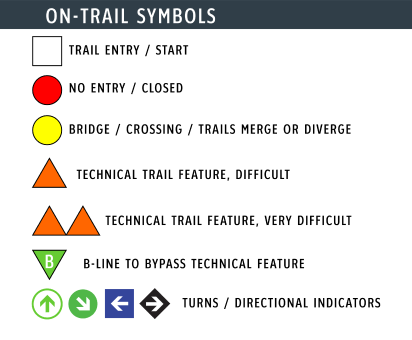 ON-TRAIL SYMBOLS
TRAIL ENTRY / START
NO ENTRY / CLOSED
BRIDGE / CROSSING / TRAILS MERGE OR DIVERGE
TECHNICAL TRAIL FEATURE, DIFFICULT
TECHNICAL TRAIL FEATURE, VERY DIFFICULT
B B-LINE TO BYPASS TECHNICAL FEATURE
TURNS / DIRECTIONAL INDICATORS